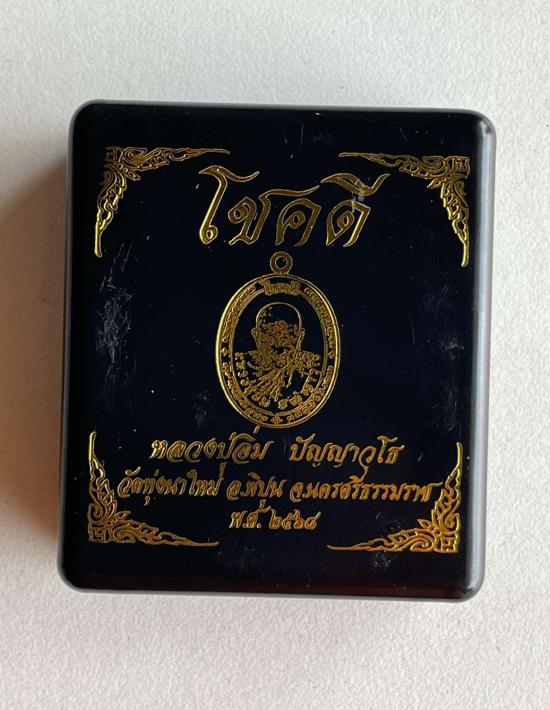 โชคดี
หลวงปู่อิ่ม ปัญญาวุโธ
วัดทุ่งนาใหม่ อ.พิปูน จ.นครศรีธรรมราช
พ.ศ. ๒๕๖๔